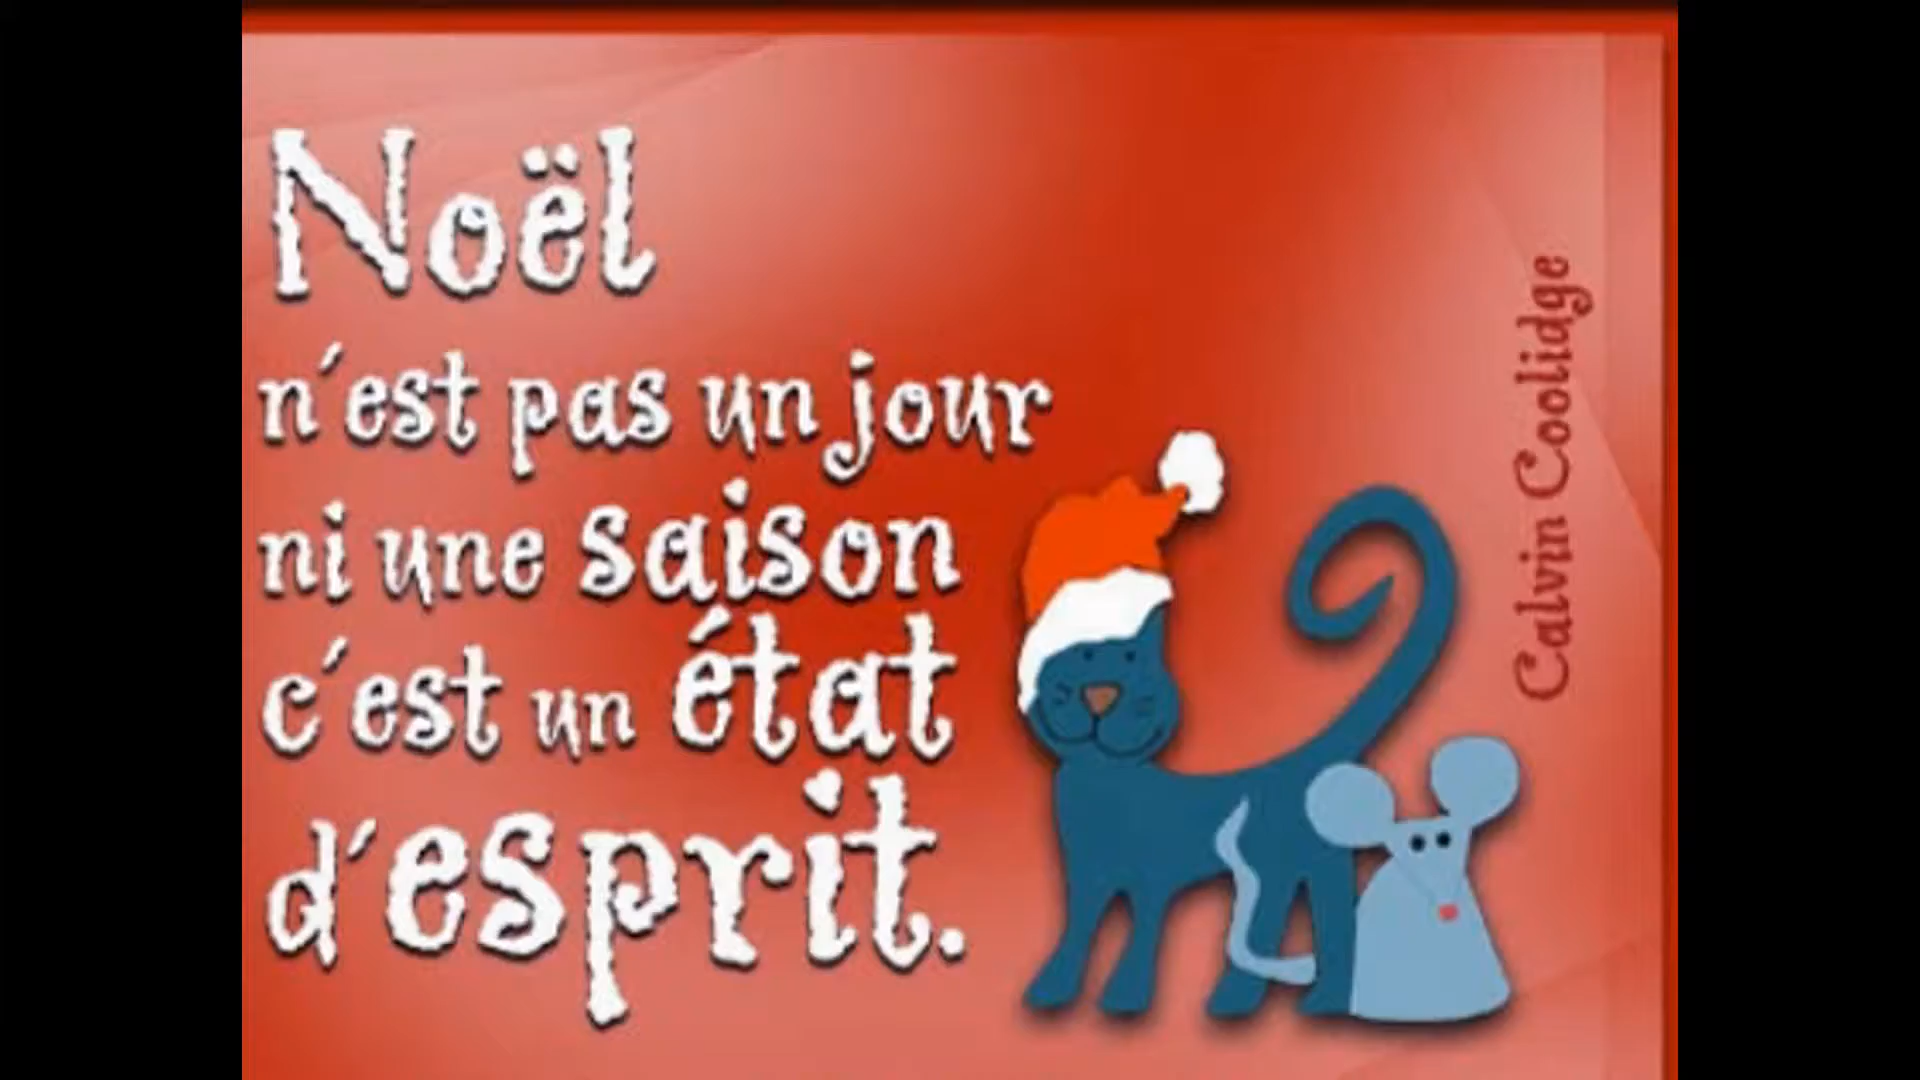 Noël
n'est pas un jour
ni une saison
c'est un état
d'esprit.
Calvin Coolidge